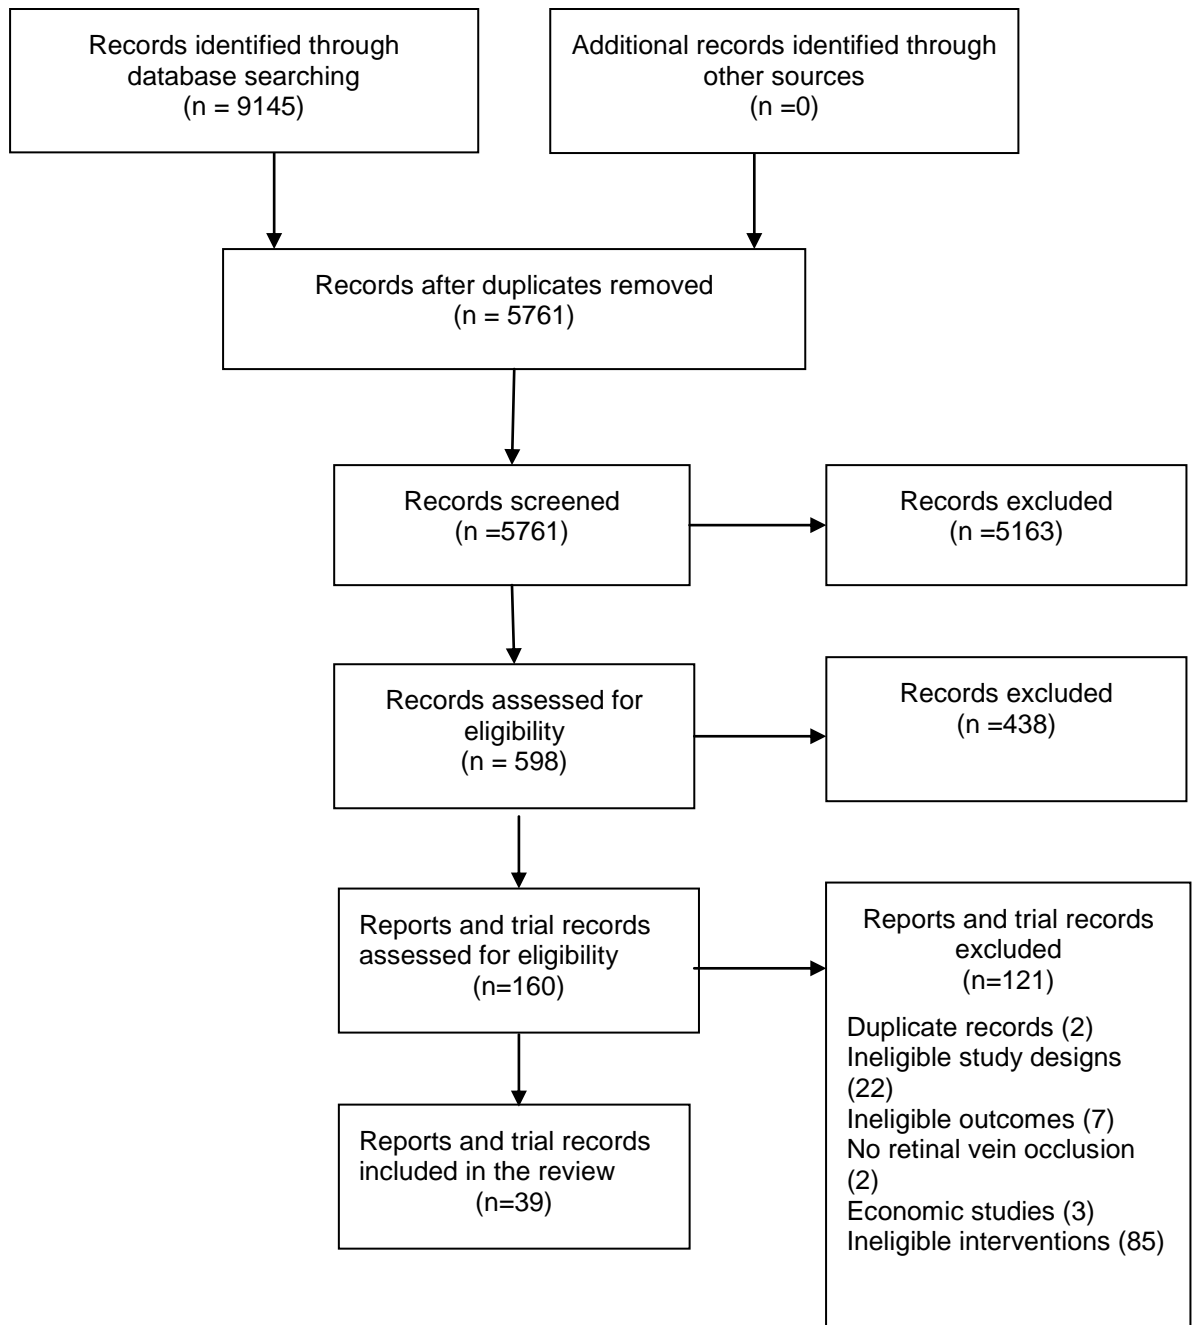 Records identified through
database searching
(n = 9145)
Additional records identified through
other sources
(n =0)
Records after duplicates removed
(n = 5761)
Records screened
(n =5761)
Records excluded
(n =5163)
Records assessed for
eligibility
(n = 598)
Records excluded
(n =438)
Reports and trial records
assessed for eligibility
(n=160)
Reports and trial records
excluded
(n=121)
Duplicate records (2)
Ineligible study designs
(22)
Ineligible outcomes (7)
No retinal vein occlusion
(2)
Economic studies (3)
Ineligible interventions (85)
Reports and trial records
included in the review
(n=39)